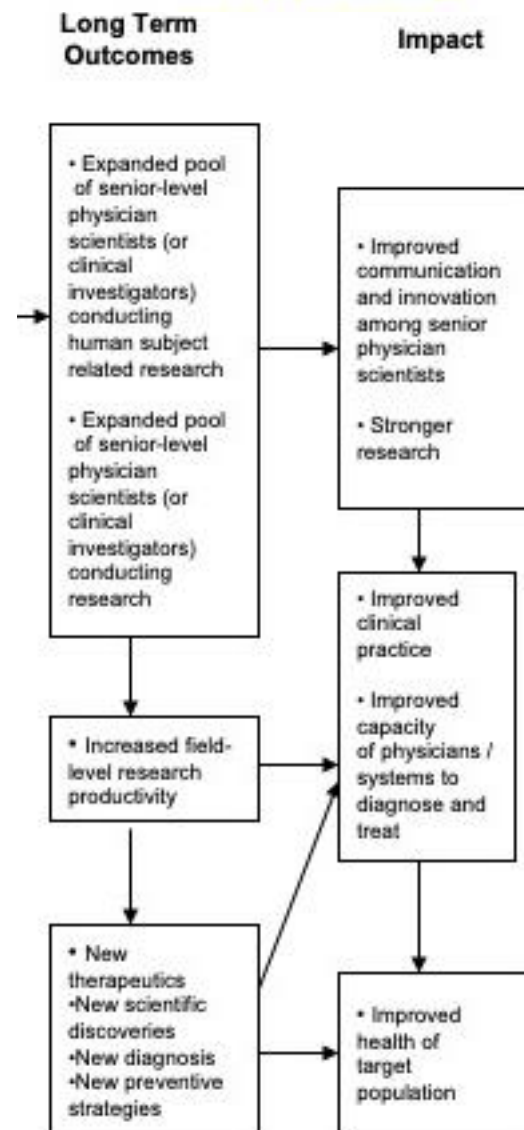 Long Term
Outcomes
Impact
• Expanded pool
of senior-level
physician
scientists (or
clinical
investigators)
conducting
human subject
related research
• Expanded pool
of senior-level
physician
scientists (or
clinical
investigators)
conducting
research
• Improved
communication
and innovation
among senior
physician
scientists
• Stronger
research
• Increased field-
level research
productivity
• Improved
clinical
practice
• Improved
capacity
of physicians /
systems to
diagnose and
treat
• New
therapeutics
•New scientific
discoveries
•New diagnosis
•New preventive
strategies
• Improved
health of
target
population